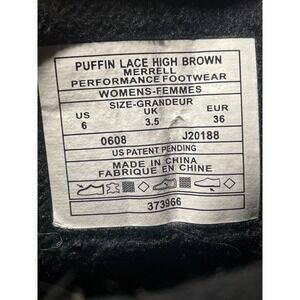 PUFFIN LACE HIGH BROWN
MERRELL
PERFORMANCE FOOTWEAR
WOMENS-FEMMES
SIZE-GRANDEUR
US UK EUR
6 3.5 36
0608 J20188
US PATENT PENDING
MADE IN CHINA
FABRIQUE EN CHINE
373966